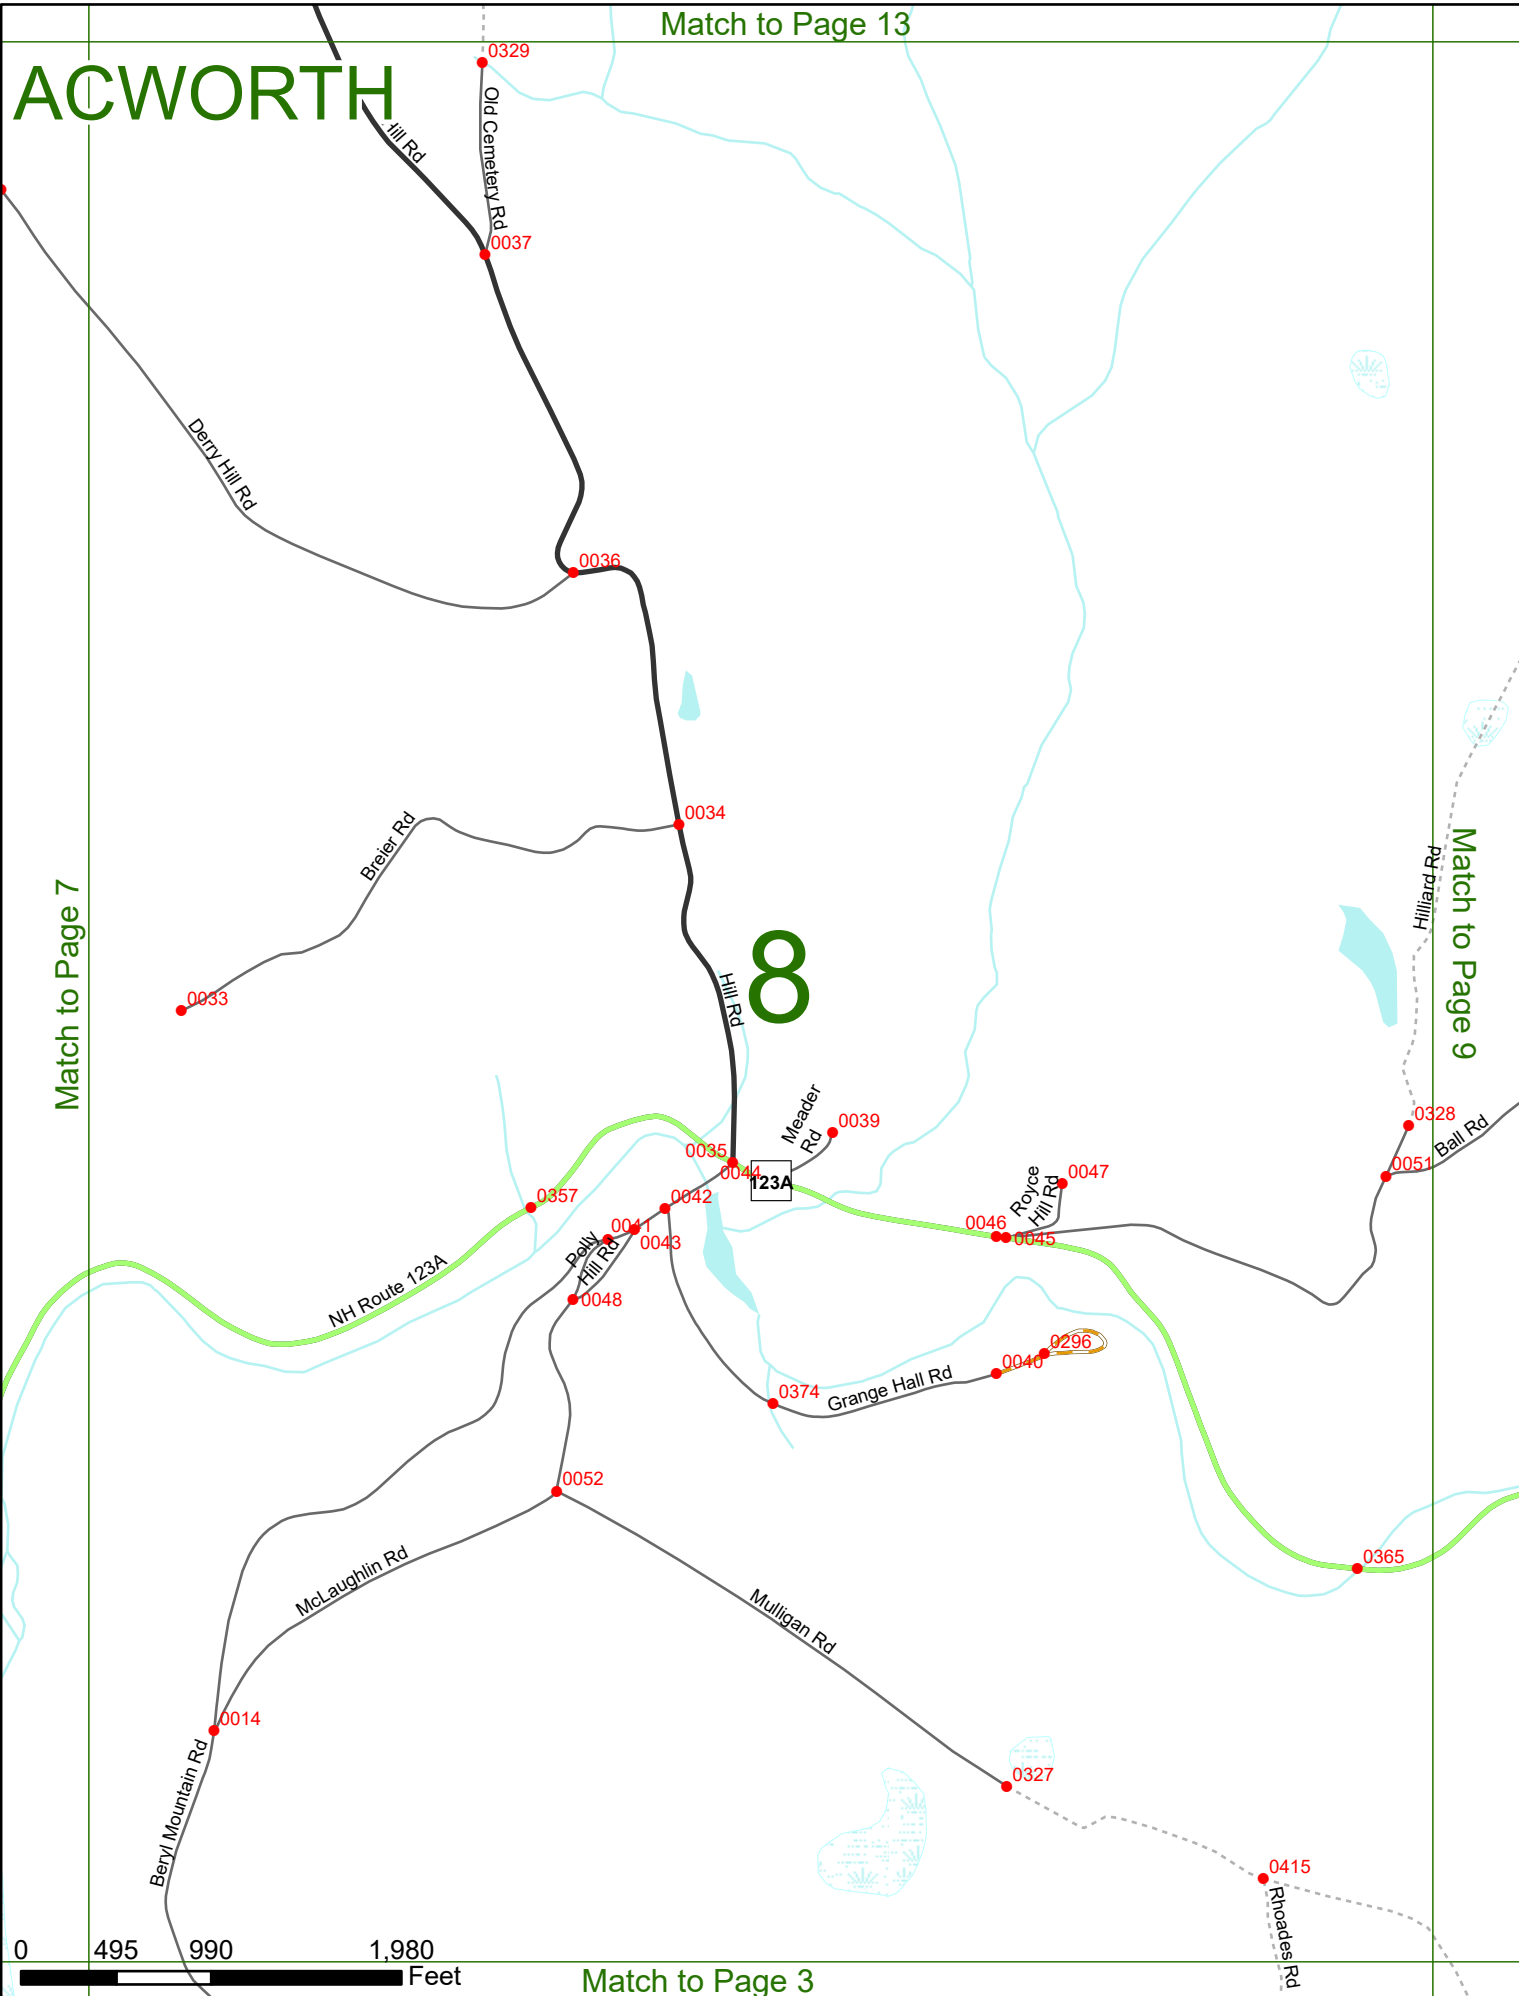 Match to Page 13
ACWORTH
0329
Hill Rd
Old Cemetery Rd
0037
Derry Hill Rd
0036
0034
Breier Rd
Hilliard Rd
Match to Page 7
Match to Page 9
8
Hill Rd
0033
Meader
Rd
0039
0328
Ball Rd
0035
0044
123A
0051
Royce
Hill Rd
0047
0357
0042
0046
0045
0041
0043
Polly
Hill Rd
NH Route 123A
0048
0296
0040
Grange Hall Rd
0374
0052
0365
McLaughlin Rd
Mulligan Rd
0014
Beryl Mountain Rd
0327
0415
Rhoades Rd
0 495 990 1,980
Feet
Match to Page 3